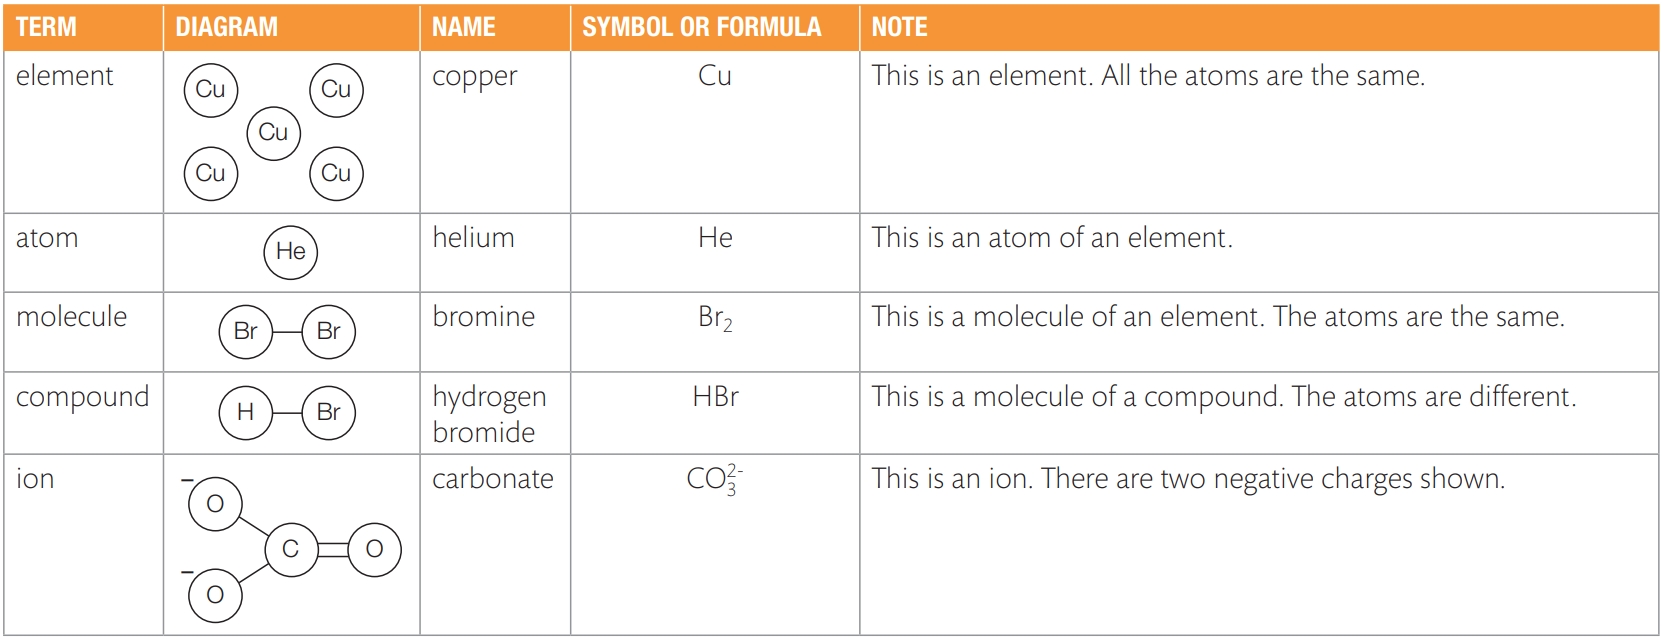 TERM DIAGRAM NAME SYMBOL OR FORMULA NOTE
element Cu Cu copper Cu This is an element. All the atoms are the same.
Cu
Cu Cu
atom He helium He This is an atom of an element.
molecule Br Br bromine Br₂ This is a molecule of an element. The atoms are the same.
compound H Br hydrogen HBr This is a molecule of a compound. The atoms are different.
bromide
ion − O carbonate CO₃²⁻ This is an ion. There are two negative charges shown.
C O
− O